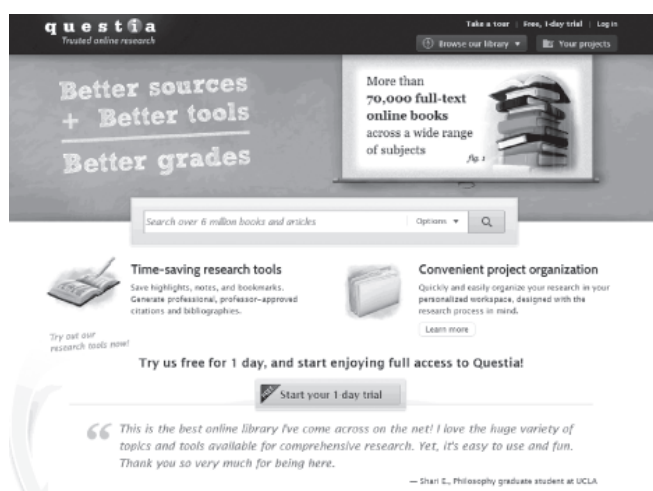 questia
Trusted online research
Take a tour | Free, 1-day trial | Log in
Browse our library
Your projects
Better sources
+ Better tools
Better grades
More than
70,000 full-text
online books
across a wide range
of subjects
fig. 1
Search over 6 million books and articles
Options
Time-saving research tools
Save highlights, notes, and bookmarks.
Generate professional, professor-approved
citations and bibliographies.
Convenient project organization
Quickly and easily organize your research in your
personalized workspace, designed with the
research process in mind.
Learn more
Try out our
research tools now!
Try us free for 1 day, and start enjoying full access to Questia!
FREE
Start your 1 day trial
“ This is the best online library I've come across on the net! I love the huge variety of
topics and tools available for comprehensive research. Yet, it's easy to use and fun.
Thank you so very much for being here.
— Shari E., Philosophy graduate student at UCLA